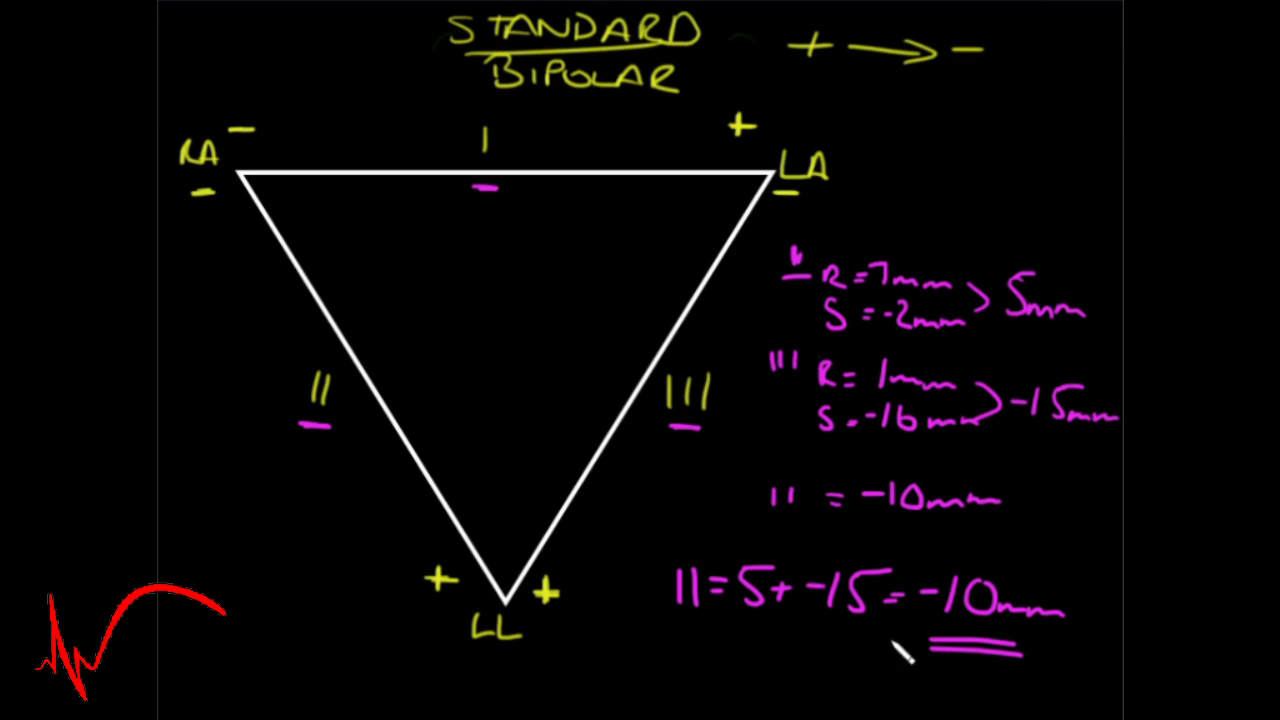 STANDARD
BIPOLAR
+ → -
- I +
RA LA
- -
I R = 7mm > 5mm
S = -2mm
III R = 1mm > -15mm
S = -16mm
II III
II = -10mm
+ +
LL
II = 5 + -15 = -10mm